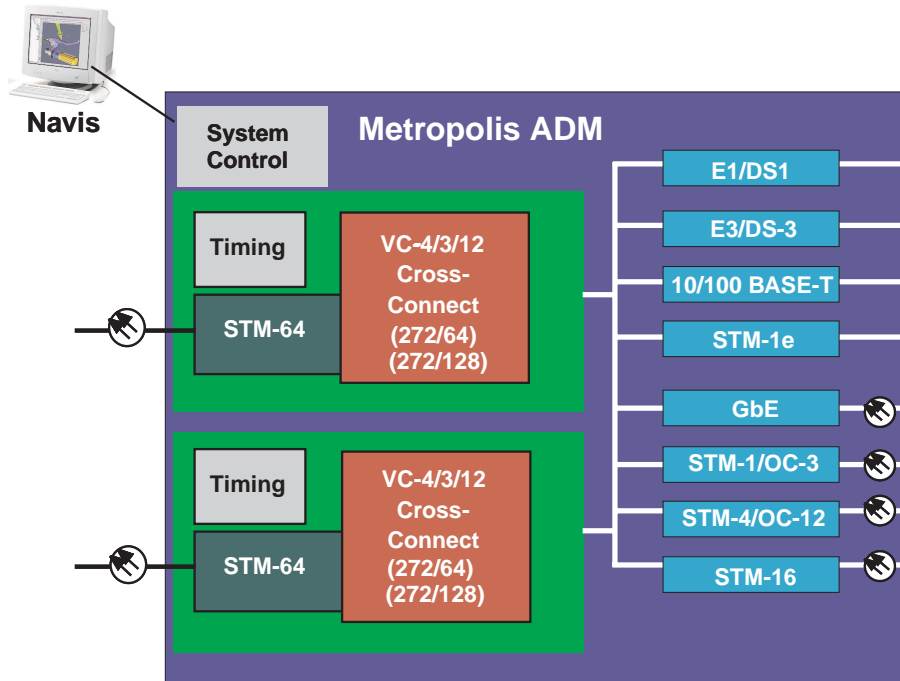 Navis
System
Control
Metropolis ADM
Timing
STM-64
VC-4/3/12
Cross-
Connect
(272/64)
(272/128)
Timing
STM-64
VC-4/3/12
Cross-
Connect
(272/64)
(272/128)
E1/DS1
E3/DS-3
10/100 BASE-T
STM-1e
GbE
STM-1/OC-3
STM-4/OC-12
STM-16